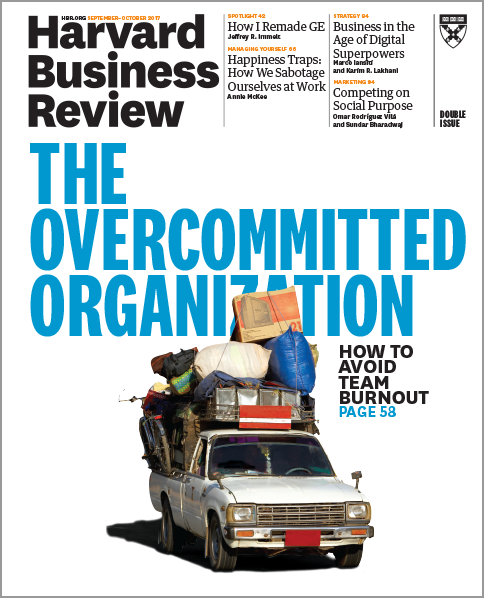 HBR.ORG SEPTEMBER–OCTOBER 2017
Harvard
Business
Review
SPOTLIGHT 42
How I Remade GE
Jeffrey R. Immelt
MANAGING YOURSELF 66
Happiness Traps:
How We Sabotage
Ourselves at Work
Annie McKee
STRATEGY 84
Business in the
Age of Digital
Superpowers
Marco Iansiti
and Karim R. Lakhani
MARKETING 94
Competing on
Social Purpose
Omar Rodríguez Vilá
and Sundar Bharadwaj
DOUBLE
ISSUE
THE
OVERCOMMITTED
ORGANIZATION
HOW TO
AVOID
TEAM
BURNOUT
PAGE 58